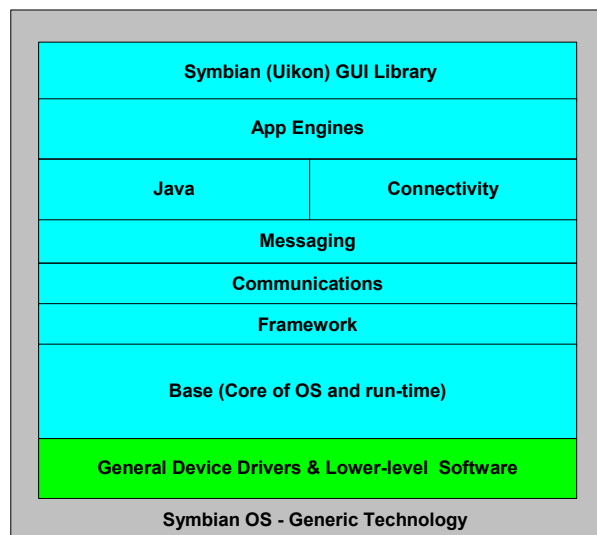 Symbian (Uikon) GUI Library
App Engines
Java
Connectivity
Messaging
Communications
Framework
Base (Core of OS and run-time)
General Device Drivers & Lower-level Software
Symbian OS - Generic Technology